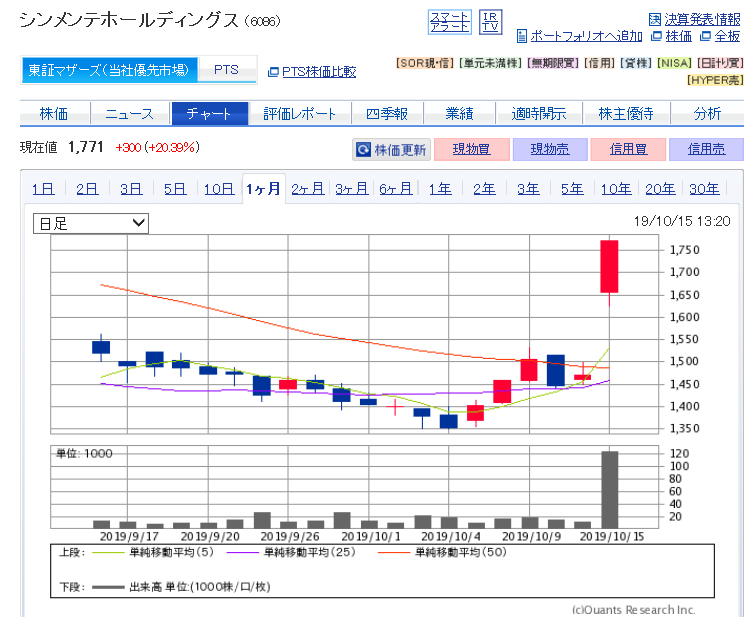 シンメンテホールディングス (6086)
スマートアラート
IR TV
決算発表情報
ポートフォリオへ追加 株価 全板
東証マザーズ(当社優先市場) PTS PTS株価比較
[SOR現・信] [単元未満株] [無期限買] [信用] [貸株] [NISA] [日計り買]
[HYPER売]
株価 ニュース チャート 評価レポート 四季報 業績 適時開示 株主優待 分析
現在値 1,771 +300 (+20.39%) 株価更新 現物買 現物売 信用買 信用売
1日 2日 3日 5日 10日 1ヶ月 2ヶ月 3ヶ月 6ヶ月 1年 2年 3年 5年 10年 20年 30年
日足
19/10/15 13:20
1,750
1,700
1,650
1,600
1,550
1,500
1,450
1,400
1,350
単位: 1000
120
100
80
60
40
20
2019/9/17 2019/9/20 2019/9/26 2019/10/1 2019/10/4 2019/10/9 2019/10/15
上段: 単純移動平均(5) 単純移動平均(25) 単純移動平均(50)
下段: 出来高 単位:(1000株/口/枚)
(c)Quants Research Inc.